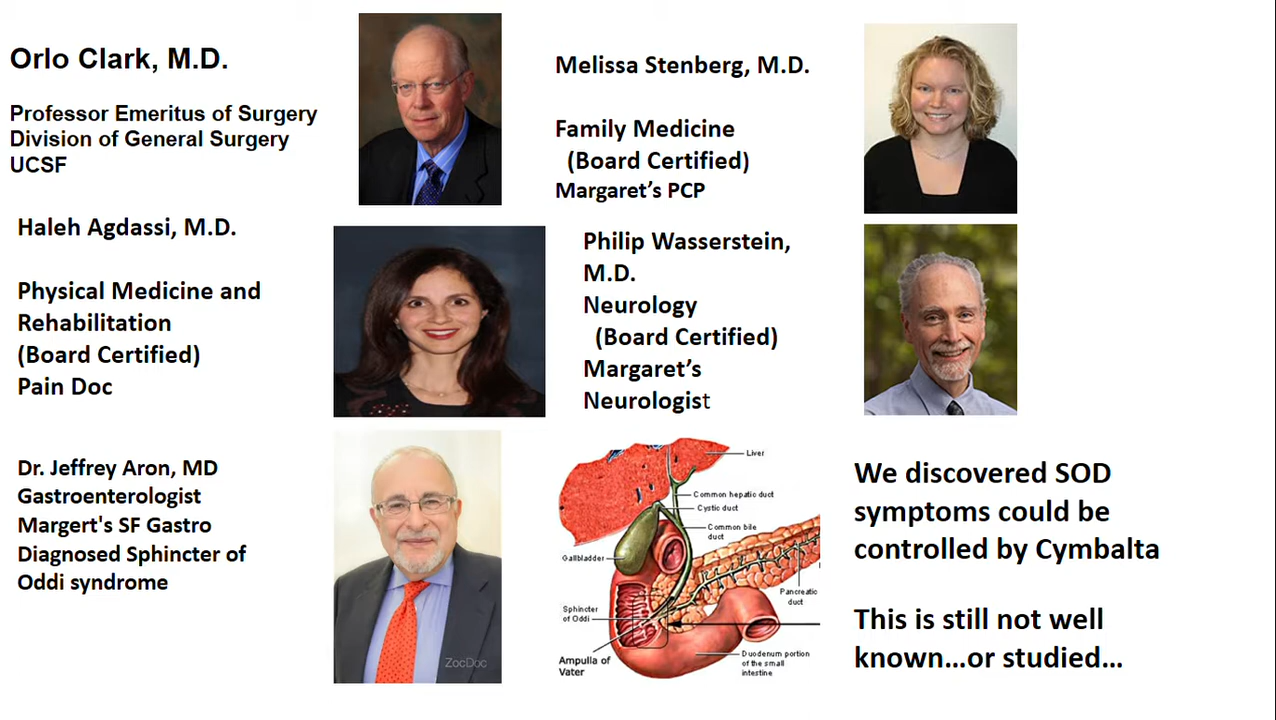 Orlo Clark, M.D.
Professor Emeritus of Surgery
Division of General Surgery
UCSF
Melissa Stenberg, M.D.
Family Medicine
(Board Certified)
Margaret’s PCP
Haleh Agdassi, M.D.
Physical Medicine and
Rehabilitation
(Board Certified)
Pain Doc
Philip Wasserstein,
M.D.
Neurology
(Board Certified)
Margaret’s
Neurologist
Dr. Jeffrey Aron, MD
Gastroenterologist
Margert's SF Gastro
Diagnosed Sphincter of
Oddi syndrome
ZocDoc
Liver
Common hepatic duct
Cystic duct
Common bile
duct
Gallbladder
Pancreatic
duct
Sphincter
of Oddi
Ampulla of
Vater
Duodenum portion
of the small
intestine
We discovered SOD
symptoms could be
controlled by Cymbalta
This is still not well
known…or studied…